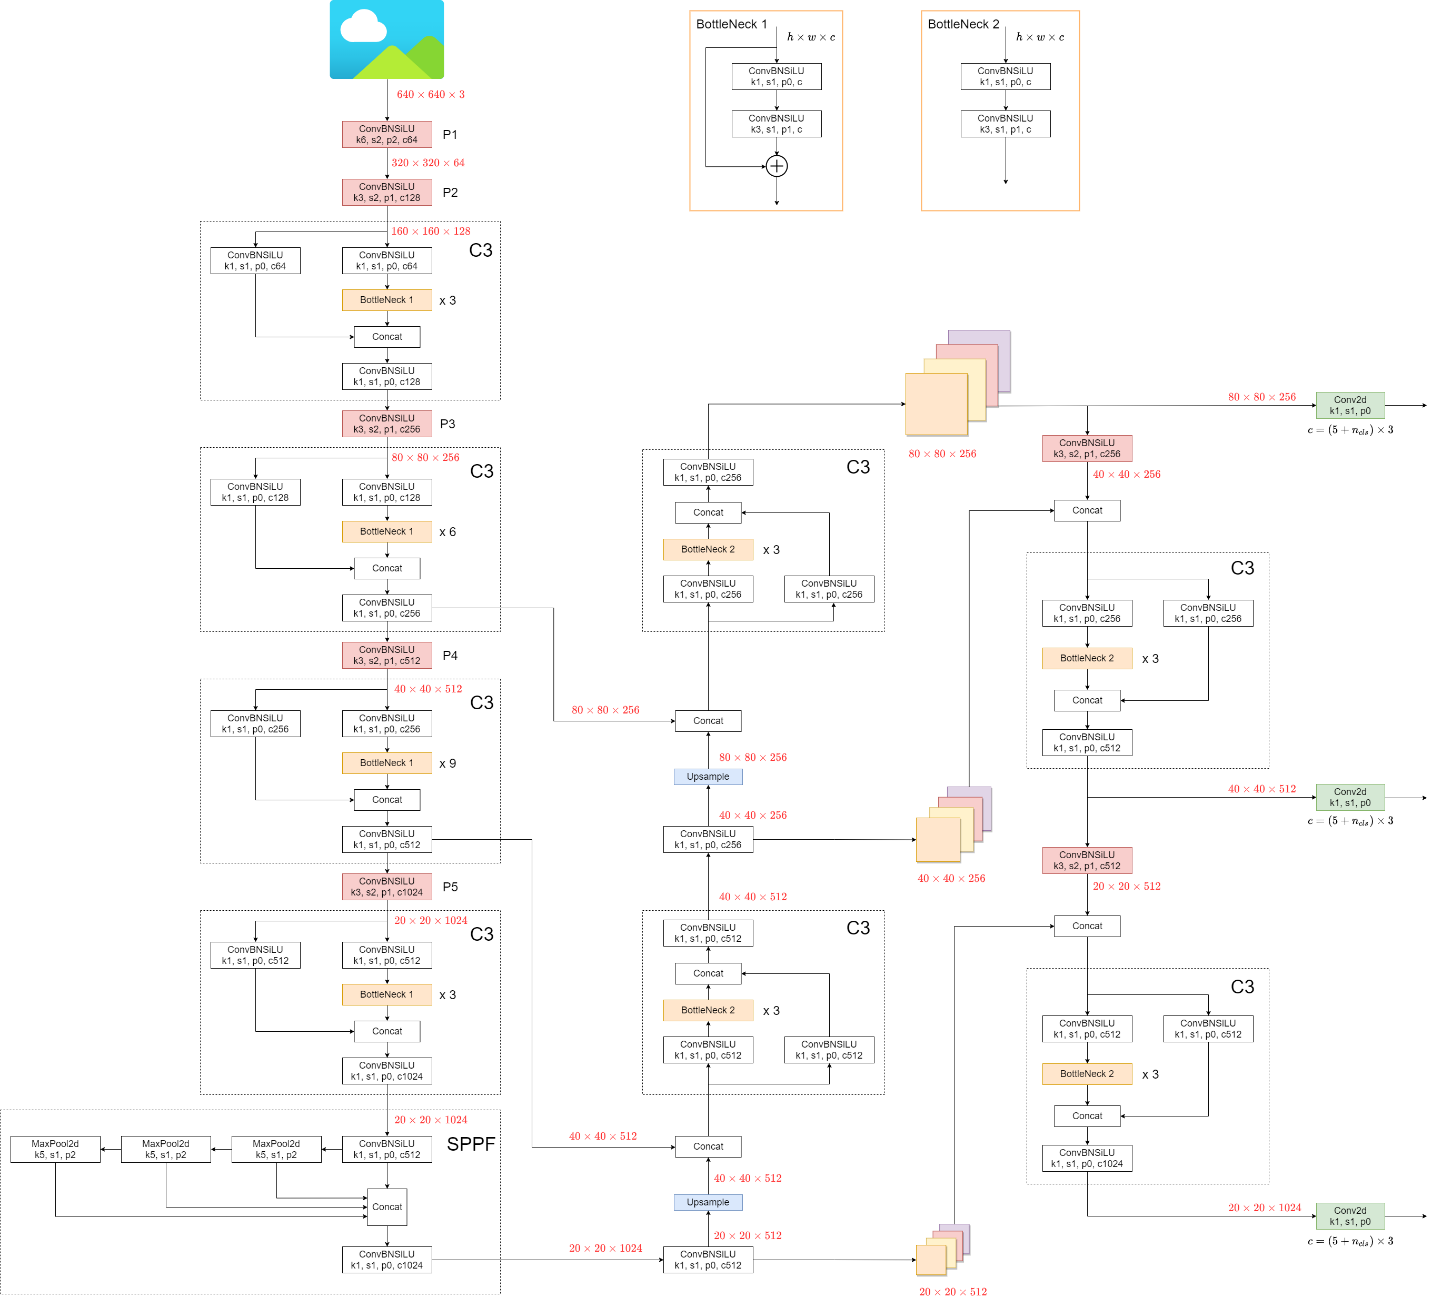 640 × 640 × 3
ConvBNSiLU
k6, s2, p2, c64
P1
320 × 320 × 64
ConvBNSiLU
k3, s2, p1, c128
P2
160 × 160 × 128
C3
ConvBNSiLU
k1, s1, p0, c64
ConvBNSiLU
k1, s1, p0, c64
BottleNeck 1
x 3
Concat
ConvBNSiLU
k1, s1, p0, c128
ConvBNSiLU
k3, s2, p1, c256
P3
80 × 80 × 256
C3
ConvBNSiLU
k1, s1, p0, c128
ConvBNSiLU
k1, s1, p0, c128
BottleNeck 1
x 6
Concat
ConvBNSiLU
k1, s1, p0, c256
ConvBNSiLU
k3, s2, p1, c512
P4
40 × 40 × 512
C3
ConvBNSiLU
k1, s1, p0, c256
ConvBNSiLU
k1, s1, p0, c256
BottleNeck 1
x 9
Concat
ConvBNSiLU
k1, s1, p0, c512
ConvBNSiLU
k3, s2, p1, c1024
P5
20 × 20 × 1024
C3
ConvBNSiLU
k1, s1, p0, c512
ConvBNSiLU
k1, s1, p0, c512
BottleNeck 1
x 3
Concat
ConvBNSiLU
k1, s1, p0, c1024
20 × 20 × 1024
SPPF
MaxPool2d
k5, s1, p2
MaxPool2d
k5, s1, p2
MaxPool2d
k5, s1, p2
ConvBNSiLU
k1, s1, p0, c512
Concat
ConvBNSiLU
k1, s1, p0, c1024
20 × 20 × 1024
BottleNeck 1
h × w × c
ConvBNSiLU
k1, s1, p0, c
ConvBNSiLU
k3, s1, p1, c
+
BottleNeck 2
h × w × c
ConvBNSiLU
k1, s1, p0, c
ConvBNSiLU
k3, s1, p1, c
C3
ConvBNSiLU
k1, s1, p0, c256
Concat
BottleNeck 2
x 3
ConvBNSiLU
k1, s1, p0, c256
ConvBNSiLU
k1, s1, p0, c256
80 × 80 × 256
Concat
80 × 80 × 256
Upsample
40 × 40 × 256
ConvBNSiLU
k1, s1, p0, c256
40 × 40 × 512
C3
ConvBNSiLU
k1, s1, p0, c512
Concat
BottleNeck 2
x 3
ConvBNSiLU
k1, s1, p0, c512
ConvBNSiLU
k1, s1, p0, c512
40 × 40 × 512
Concat
40 × 40 × 512
Upsample
20 × 20 × 512
ConvBNSiLU
k1, s1, p0, c512
80 × 80 × 256
40 × 40 × 256
20 × 20 × 512
80 × 80 × 256
Conv2d
k1, s1, p0
c = (5 + ncls) × 3
ConvBNSiLU
k3, s2, p1, c256
40 × 40 × 256
Concat
C3
ConvBNSiLU
k1, s1, p0, c256
ConvBNSiLU
k1, s1, p0, c256
BottleNeck 2
x 3
Concat
ConvBNSiLU
k1, s1, p0, c512
40 × 40 × 512
Conv2d
k1, s1, p0
c = (5 + ncls) × 3
ConvBNSiLU
k3, s2, p1, c512
20 × 20 × 512
Concat
C3
ConvBNSiLU
k1, s1, p0, c512
ConvBNSiLU
k1, s1, p0, c512
BottleNeck 2
x 3
Concat
ConvBNSiLU
k1, s1, p0, c1024
20 × 20 × 1024
Conv2d
k1, s1, p0
c = (5 + ncls) × 3